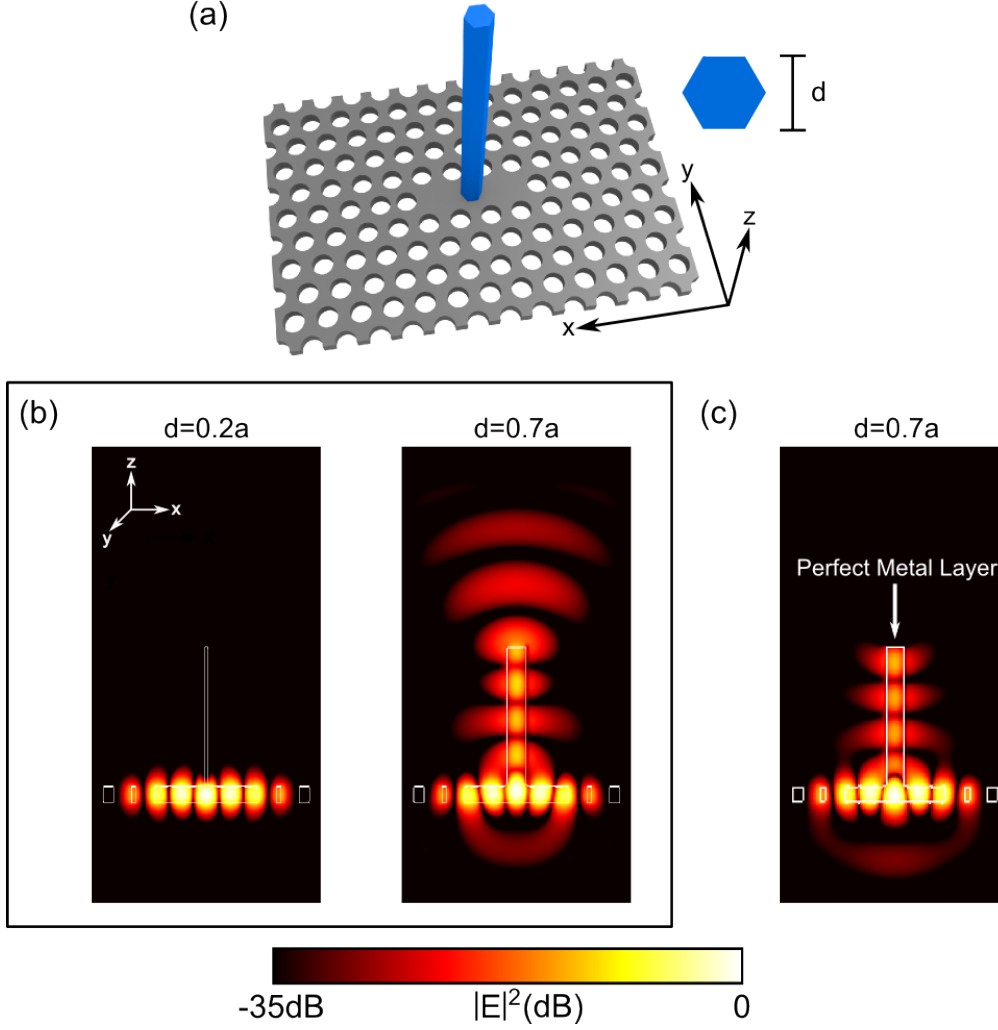 (a)
d
y
z
x
(b)
d=0.2a
d=0.7a
(c)
d=0.7a
z
x
y
Perfect Metal Layer
-35dB |E|²(dB) 0